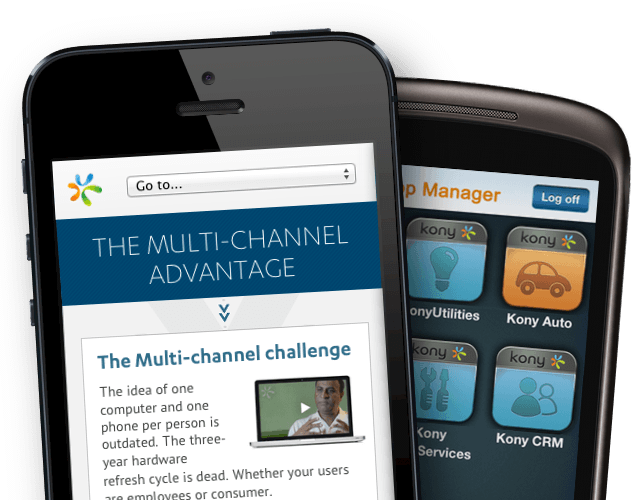 Go to...
THE MULTI-CHANNEL
ADVANTAGE
The Multi-channel challenge
The idea of one
computer and one
phone per person is
outdated. The three-
year hardware
refresh cycle is dead. Whether your users
are employees or consumer.
Manager
Log off
kony
kony
Kony Auto
kony
kony
Kony
Services
Kony CRM